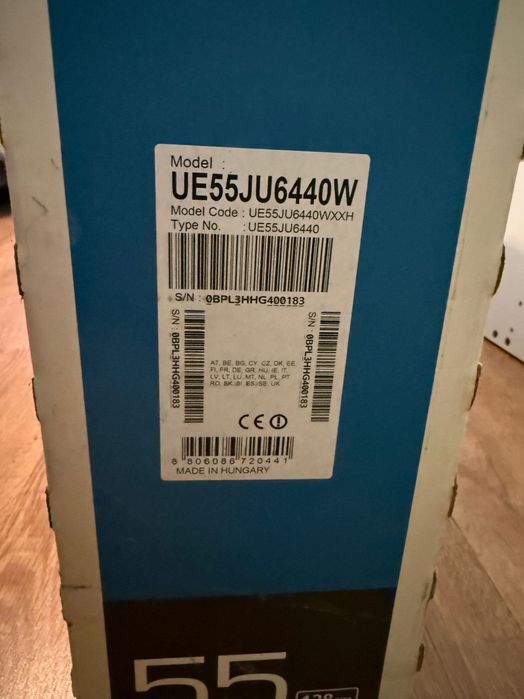 Model :
UE55JU6440W
Model Code : UE55JU6440WXXH
Type No. : UE55JU6440
S/N : 0BPL3HHG400183
S/N : 0BPL3HHG400183
S/N : 0BPL3HHG400183
AT, BE, BG, CY, CZ, DK, EE,
FI, FR, DE, GR, HU, IE, IT,
LV, LT, LU, MT, NL, PL, PT
RO, SK, SI, ES, SE, UK
CE
8 806086 720441
MADE IN HUNGARY
55